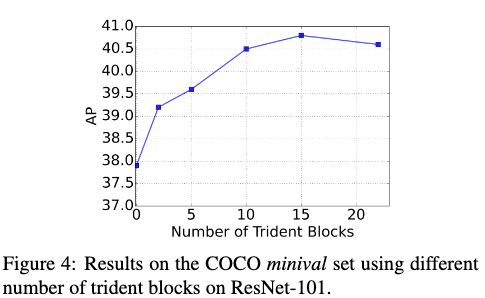 41.0
40.5
40.0
39.5
39.0
38.5
38.0
37.5
37.0
0 5 10 15 20
AP
Number of Trident Blocks
Figure 4: Results on the COCO minival set using different
number of trident blocks on ResNet-101.